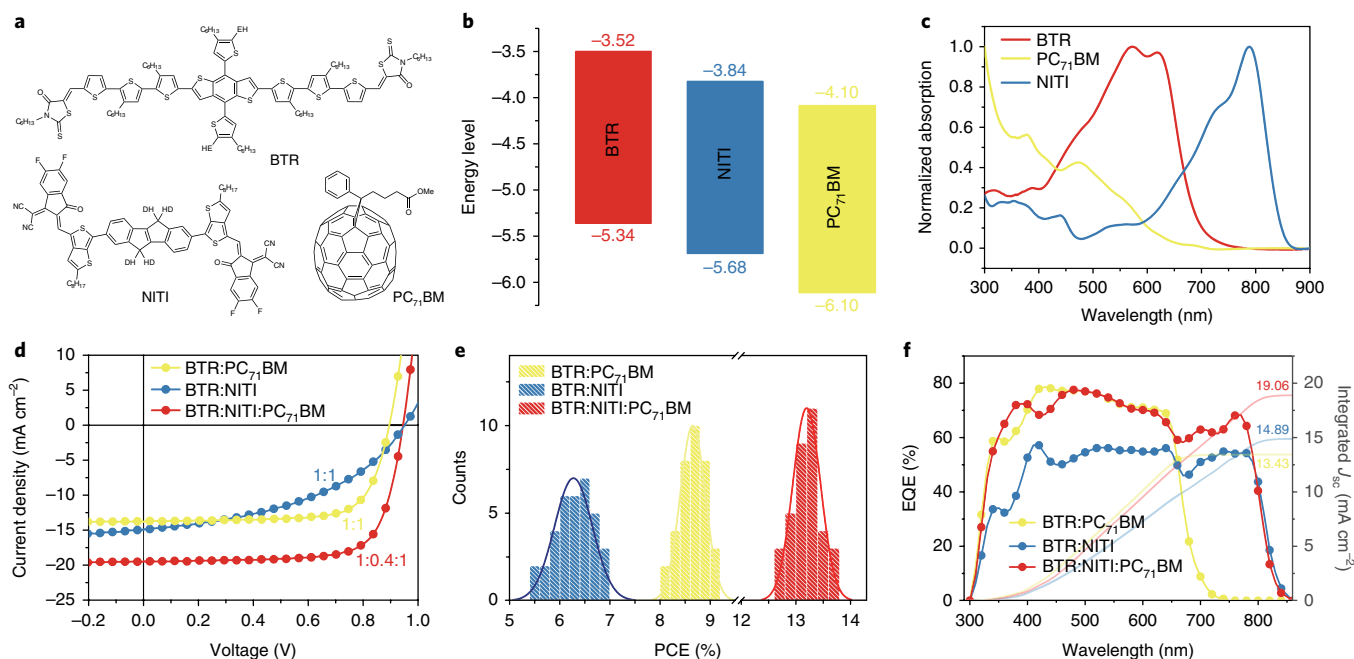 a
C₆H₁₃
EH
S
S
C₆H₁₃
S
S
N
C₆H₁₃
O
C₆H₁₃
C₆H₁₃
O
N
C₆H₁₃
S
S
HE
C₆H₁₃
BTR
F
F
O
NC
CN
S
S
C₈H₁₇
DH
HD
DH
HD
C₈H₁₇
S
S
O
CN
CN
F
F
NITI
OMe
O
PC₇₁BM
b
Energy level
−3.5
−4.0
−4.5
−5.0
−5.5
−6.0
−3.52
BTR
−5.34
−3.84
NITI
−5.68
−4.10
PC₇₁BM
−6.10
c
BTR
PC₇₁BM
NITI
Normalized absorption
1.0
0.8
0.6
0.4
0.2
0.0
300 400 500 600 700 800 900
Wavelength (nm)
d
BTR:PC₇₁BM
BTR:NITI
BTR:NITI:PC₇₁BM
Current density (mA cm⁻²)
10
5
0
−5
−10
−15
−20
−25
1:1
1:1
1:0.4:1
−0.2 0.0 0.2 0.4 0.6 0.8 1.0
Voltage (V)
e
BTR:PC₇₁BM
BTR:NITI
BTR:NITI:PC₇₁BM
Counts
10
5
0
5 6 7 8 9 12 13 14
PCE (%)
f
EQE (%)
80
60
40
20
0
19.06
14.89
13.43
BTR:PC₇₁BM
BTR:NITI
BTR:NITI:PC₇₁BM
20
15
10
5
0
Integrated Jsc (mA cm⁻²)
300 400 500 600 700 800
Wavelength (nm)